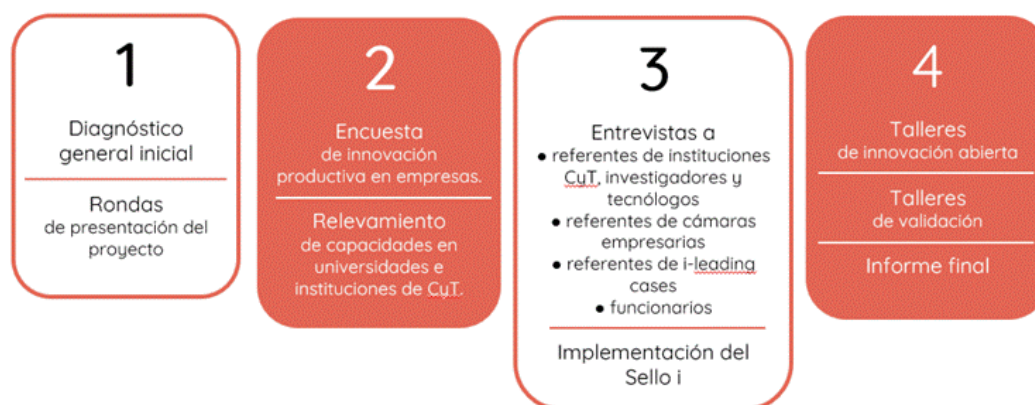 1
Diagnóstico
general inicial
Rondas
de presentación del
proyecto
2
Encuesta
de innovación
productiva en empresas.
Relevamiento
de capacidades en
universidades e
instituciones de CyT.
3
Entrevistas a
● referentes de instituciones
CyT, investigadores y
tecnólogos
● referentes de cámaras
empresarias
● referentes de i-leading
cases
● funcionarios
Implementación del
Sello i
4
Talleres
de innovación abierta
Talleres
de validación
Informe final